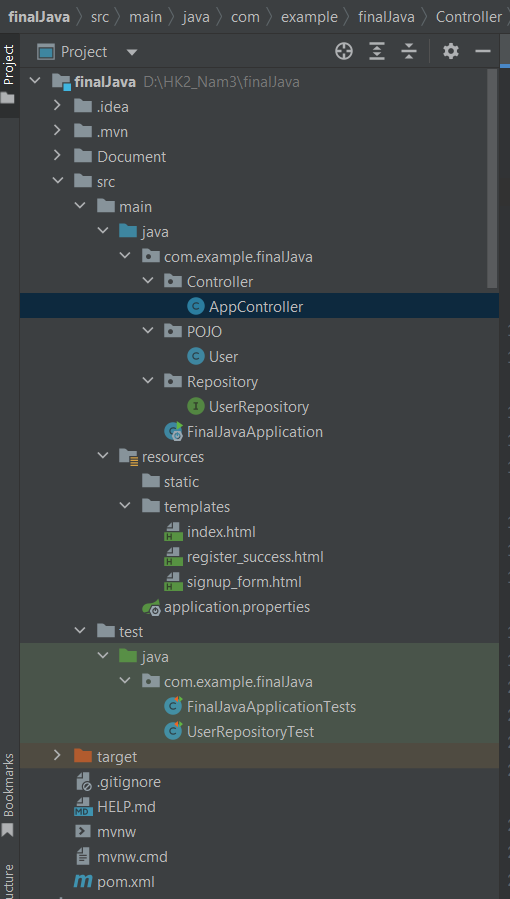 finalJava src main java com example finalJava Controller
Project
Project
finalJava D:\HK2_Nam3\finalJava
.idea
.mvn
Document
src
main
java
com.example.finalJava
Controller
C AppController
POJO
C User
Repository
I UserRepository
C FinalJavaApplication
resources
static
templates
H index.html
H register_success.html
H signup_form.html
application.properties
test
java
com.example.finalJava
C FinalJavaApplicationTests
C UserRepositoryTest
target
.gitignore
MD HELP.md
mvnw
mvnw.cmd
m pom.xml
Bookmarks
ucture